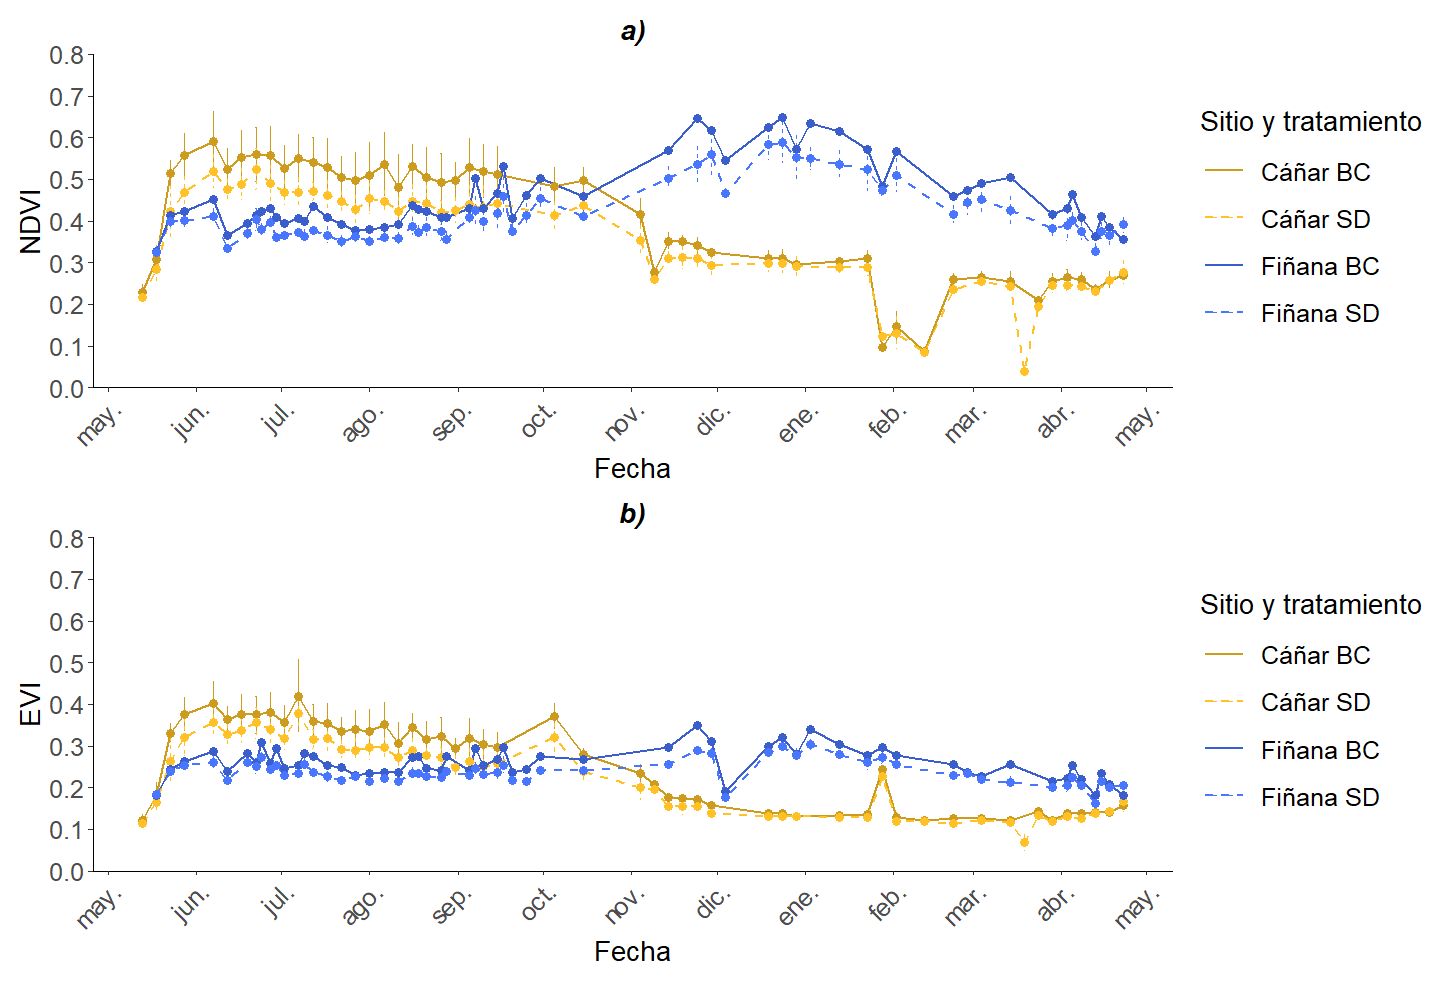 a)
NDVI
0.8
0.7
0.6
0.5
0.4
0.3
0.2
0.1
0.0
may. jun. jul. ago. sep. oct. nov. dic. ene. feb. mar. abr. may.
Fecha
Sitio y tratamiento
Cáñar BC
Cáñar SD
Fiñana BC
Fiñana SD
b)
EVI
0.8
0.7
0.6
0.5
0.4
0.3
0.2
0.1
0.0
may. jun. jul. ago. sep. oct. nov. dic. ene. feb. mar. abr. may.
Fecha
Sitio y tratamiento
Cáñar BC
Cáñar SD
Fiñana BC
Fiñana SD